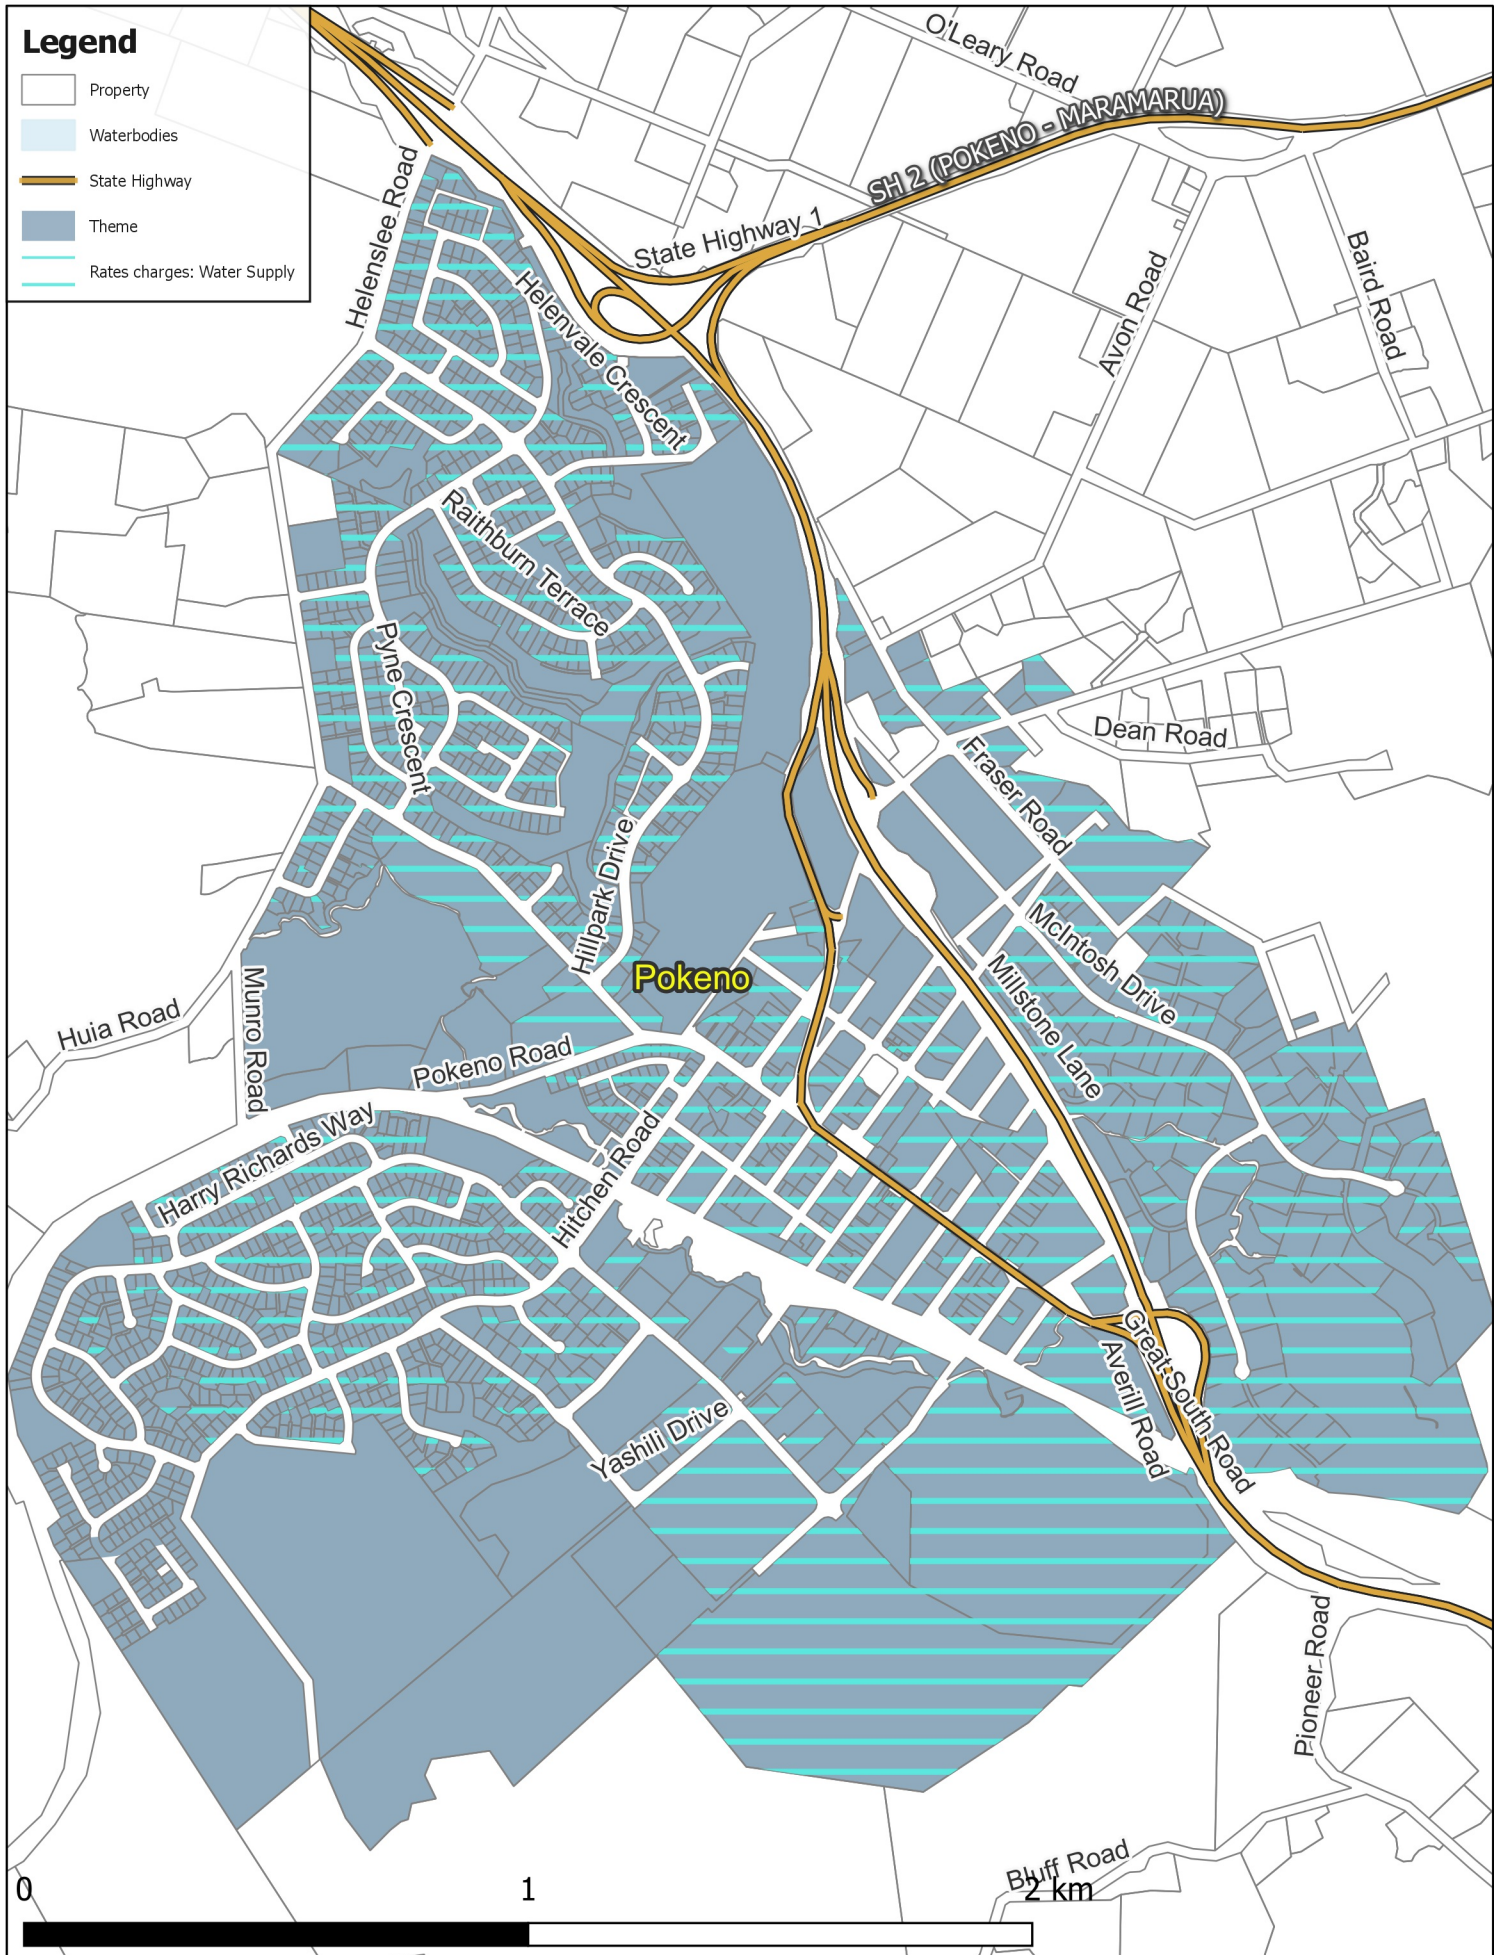 Legend
Property
Waterbodies
State Highway
Theme
Rates charges: Water Supply
O'Leary Road
SH 2 (POKENO - MARAMARUA)
State Highway 1
Helenslee Road
Helenvale Crescent
Avon Road
Baird Road
Raithburn Terrace
Pyne Crescent
Dean Road
Fraser Road
Hillpark Drive
McIntosh Drive
Millstone Lane
Pokeno
Huia Road
Munro Road
Pokeno Road
Harry Richards Way
Hitchen Road
Great South Road
Averill Road
Yashili Drive
Pioneer Road
Bluff Road
0 1 2 km